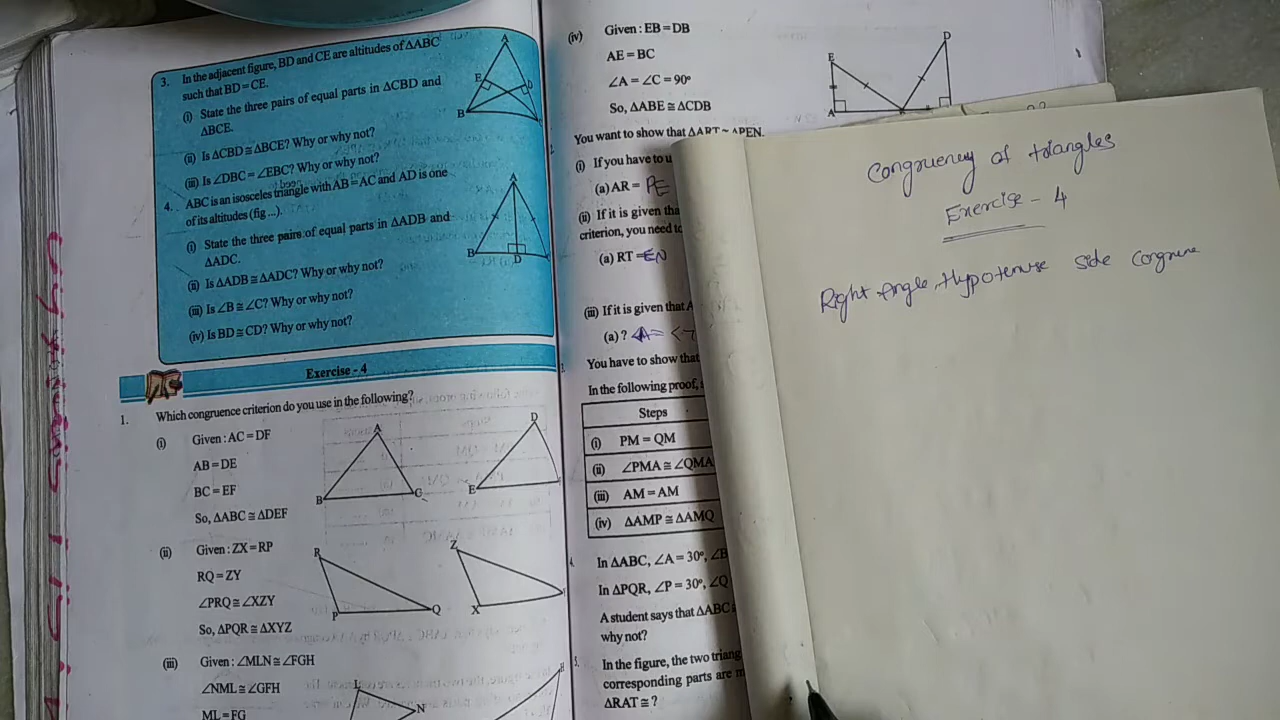 3. In the adjacent figure, BD and CE are altitudes of ΔABC
such that BD = CE.
(i) State the three pairs of equal parts in ΔCBD and
ΔBCE.
(ii) Is ΔCBD ≅ ΔBCE? Why or why not?
(iii) Is ∠DBC = ∠EBC? Why or why not?
A
E
D
B
4. ABC is an isosceles triangle with AB = AC and AD is one
of its altitudes (fig ...).
(i) State the three pairs of equal parts in ΔADB and
ΔADC.
(ii) Is ΔADB ≅ ΔADC? Why or why not?
(iii) Is ∠B ≅ ∠C? Why or why not?
(iv) Is BD ≅ CD? Why or why not?
A
B
D
Exercise - 4
1. Which congruence criterion do you use in the following?
(i) Given : AC = DF
AB = DE
BC = EF
So, ΔABC ≅ ΔDEF
A
B
C
D
E
(ii) Given : ZX = RP
RQ = ZY
∠PRQ ≅ ∠XZY
So, ΔPQR ≅ ΔXYZ
R
P
Q
Z
X
(iii) Given : ∠MLN ≅ ∠FGH
∠NML ≅ ∠GFH
ML = FG
L
N
H
(iv) Given : EB = DB
AE = BC
∠A = ∠C = 90°
So, ΔABE ≅ ΔCDB
E
A
D
You want to show that ΔART ≅ ΔPEN.
(i) If you have to u
(a) AR = PE
(ii) If it is given tha
criterion, you need to
(a) RT = EN
(iii) If it is given that A
(a) ?
You have to show that
In the following proof,
Steps
(i) PM = QM
(ii) ∠PMA ≅ ∠QMA
(iii) AM = AM
(iv) ΔAMP ≅ ΔAMQ
4. In ΔABC, ∠A = 30°, ∠B
In ΔPQR, ∠P = 30°, ∠Q
A student says that ΔABC
why not?
5. In the figure, the two triang
corresponding parts are m
ΔRAT ≅ ?
Congruency of triangles
Exercise - 4
Right Angle, Hypotenuse side congrune